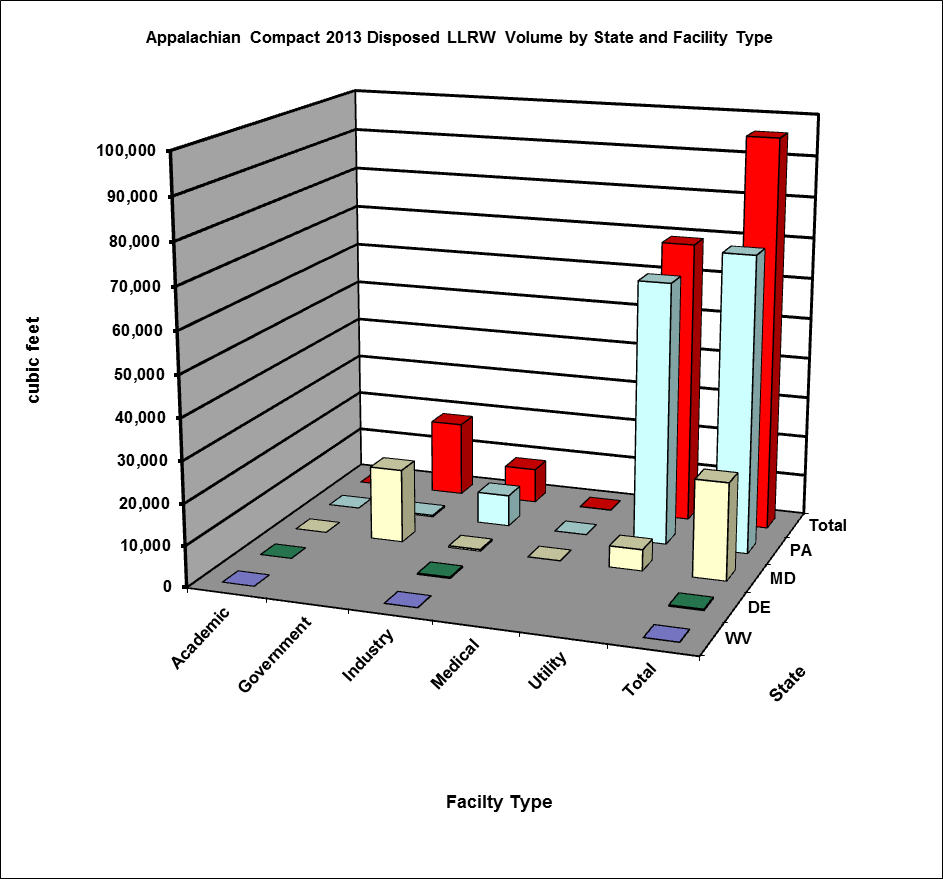 Appalachian Compact 2013 Disposed LLRW Volume by State and Facility Type
100,000
90,000
80,000
70,000
60,000
50,000
40,000
30,000
20,000
10,000
0
cubic feet
Academic
Government
Industry
Medical
Utility
Total
Total
PA
MD
DE
WV
State
Facilty Type